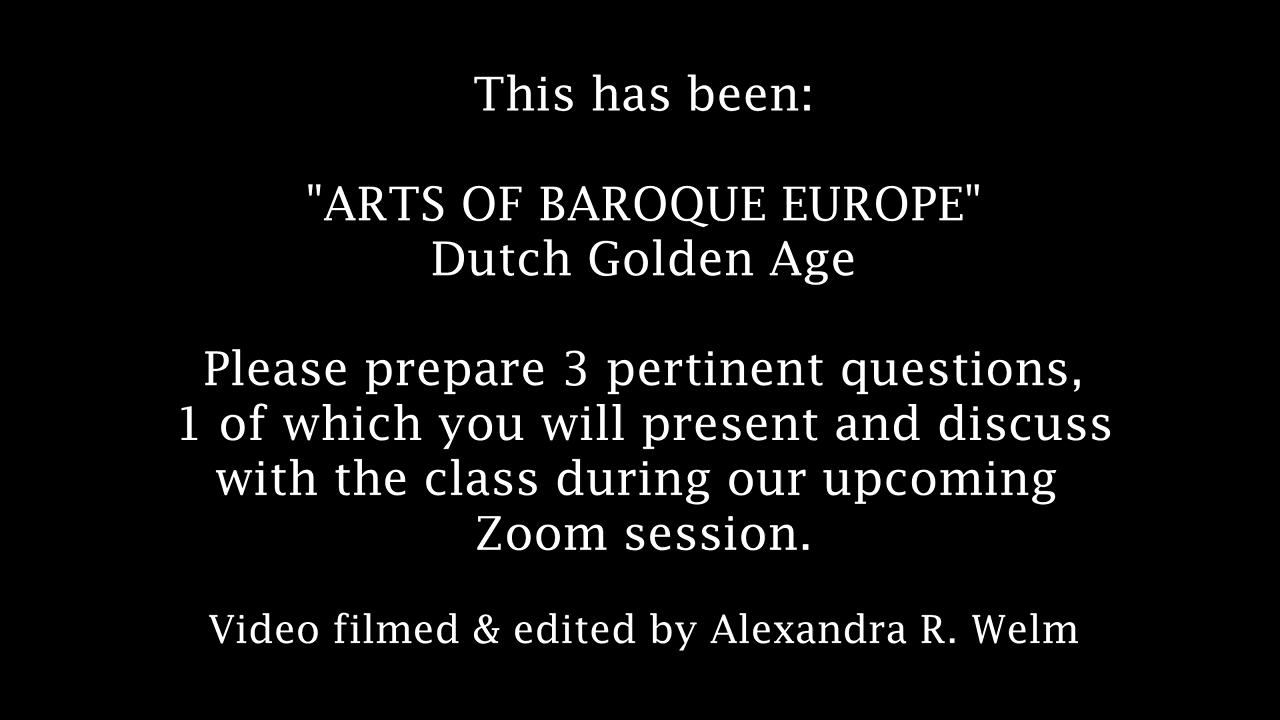 This has been:
"ARTS OF BAROQUE EUROPE"
Dutch Golden Age
Please prepare 3 pertinent questions,
1 of which you will present and discuss
with the class during our upcoming
Zoom session.
Video filmed & edited by Alexandra R. Welm